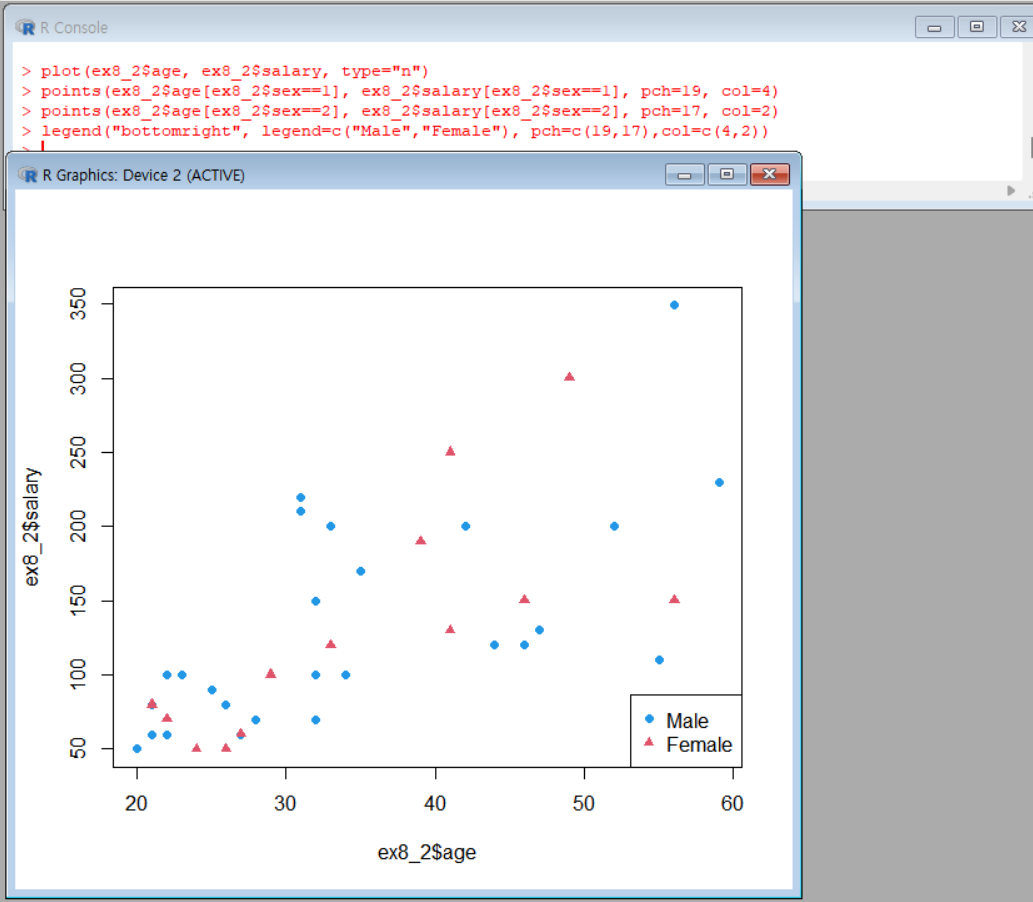 R Console
> plot(ex8_2$age, ex8_2$salary, type="n")
> points(ex8_2$age[ex8_2$sex==1], ex8_2$salary[ex8_2$sex==1], pch=19, col=4)
> points(ex8_2$age[ex8_2$sex==2], ex8_2$salary[ex8_2$sex==2], pch=17, col=2)
> legend("bottomright", legend=c("Male","Female"), pch=c(19,17),col=c(4,2))
>
R Graphics: Device 2 (ACTIVE)
350
300
250
200
150
100
50
ex8_2$salary
Male
Female
20 30 40 50 60
ex8_2$age